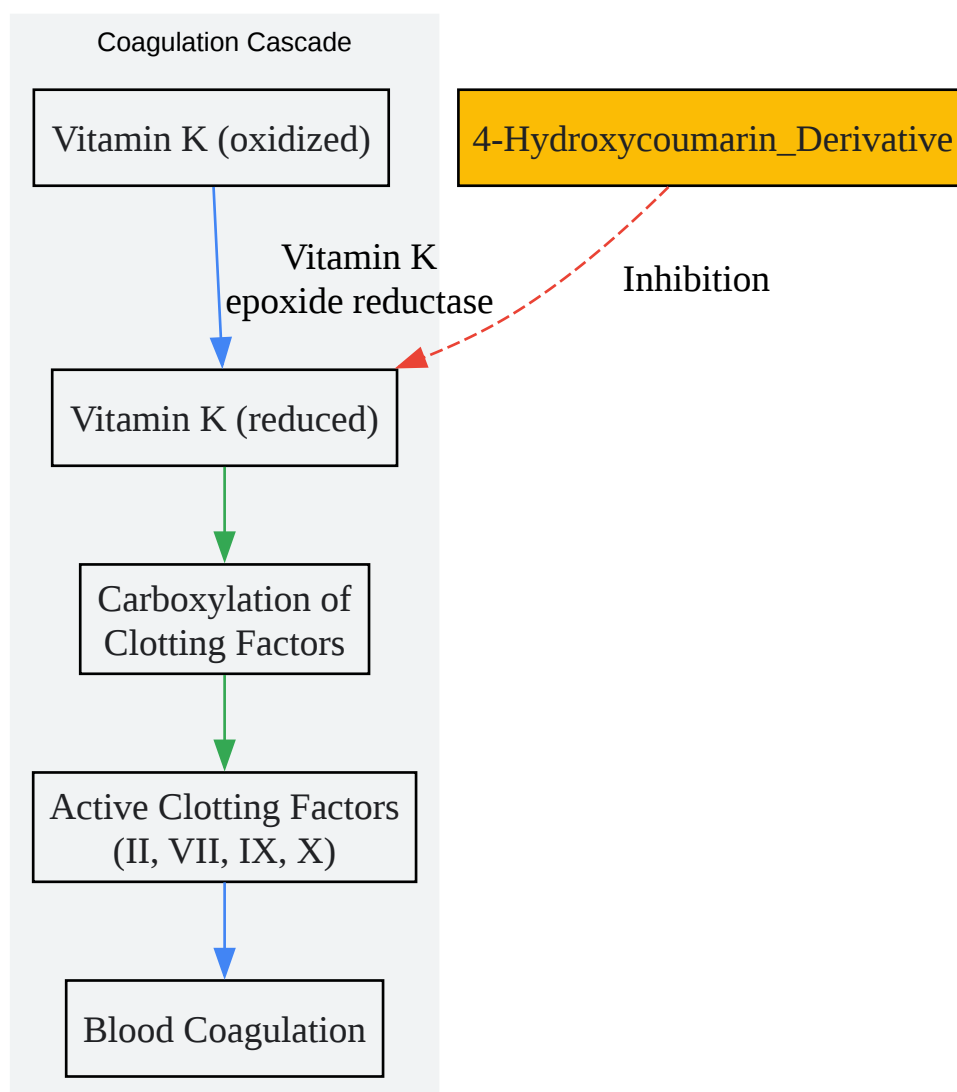 Coagulation Cascade
Vitamin K (oxidized)
4-Hydroxycoumarin_Derivative
Vitamin K
epoxide reductase
Inhibition
Vitamin K (reduced)
Carboxylation of
Clotting Factors
Active Clotting Factors
(II, VII, IX, X)
Blood Coagulation